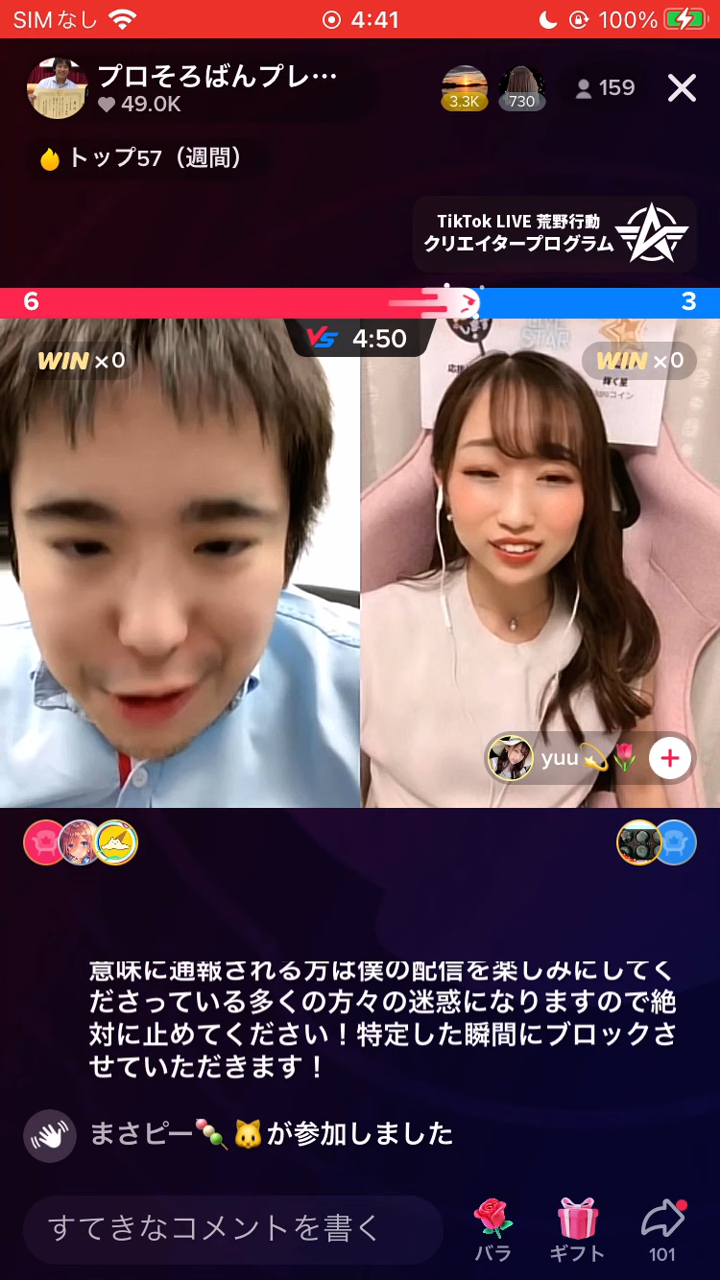 SIMなし 4:41 100%
プロそろばんプレ…
49.0K
3.3K
730
159
トップ57（週間）
TikTok LIVE 荒野行動
クリエイタープログラム
6
3
VS 4:50
WIN ×0
WIN ×0
LIVE
STAR
輝く星
yuu
意味に通報される方は僕の配信を楽しみにしてく
ださっている多くの方々の迷惑になりますので絶
対に止めてください！特定した瞬間にブロックさ
せていただきます！
まさピー🍡🐱が参加しました
すてきなコメントを書く
バラ
ギフト
101